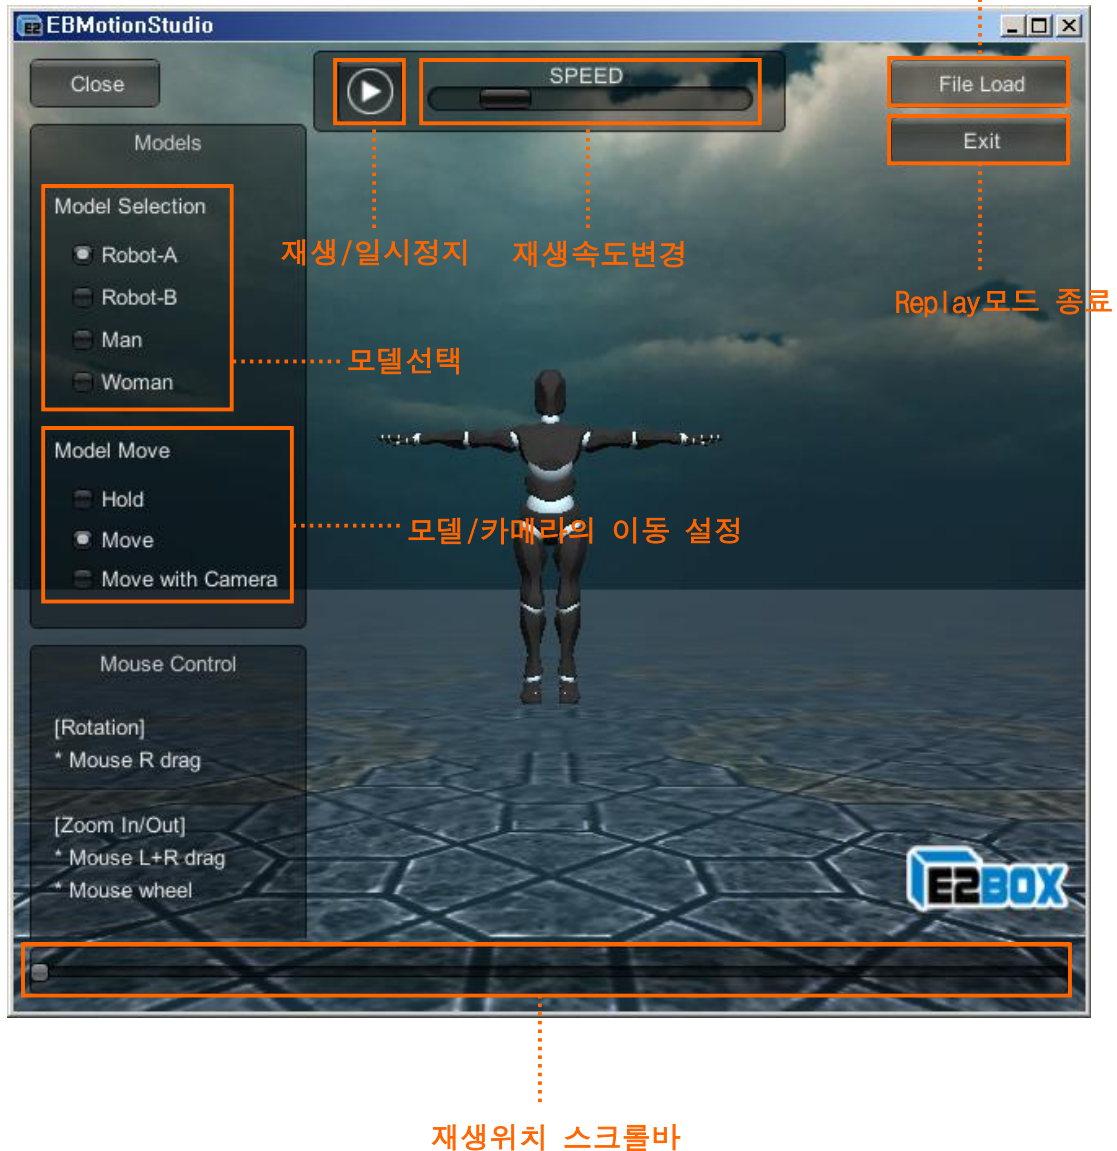 EBMotionStudio
Close
SPEED
File Load
Exit
Models
Model Selection
Robot-A
Robot-B
Man
Woman
재생/일시정지
재생속도변경
Replay모드 종료
모델선택
Model Move
Hold
Move
Move with Camera
모델/카메라의 이동 설정
Mouse Control
[Rotation]
* Mouse R drag
[Zoom In/Out]
* Mouse L+R drag
* Mouse wheel
E2BOX
재생위치 스크롤바